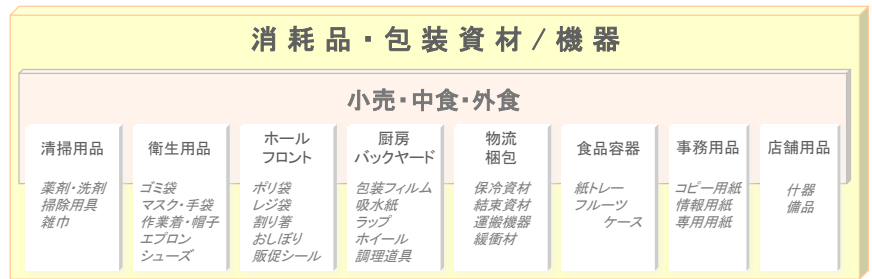 消耗品・包装資材/機器
小売・中食・外食
清掃用品
薬剤・洗剤
掃除用具
雑巾
衛生用品
ゴミ袋
マスク・手袋
作業着・帽子
エプロン
シューズ
ホール
フロント
ポリ袋
レジ袋
割り箸
おしぼり
販促シール
厨房
バックヤード
包装フィルム
吸水紙
ラップ
ホイール
調理道具
物流
梱包
保冷資材
結束資材
運搬機器
緩衝材
食品容器
紙トレー
フルーツ
ケース
事務用品
コピー用紙
情報用紙
専用用紙
店舗用品
什器
備品